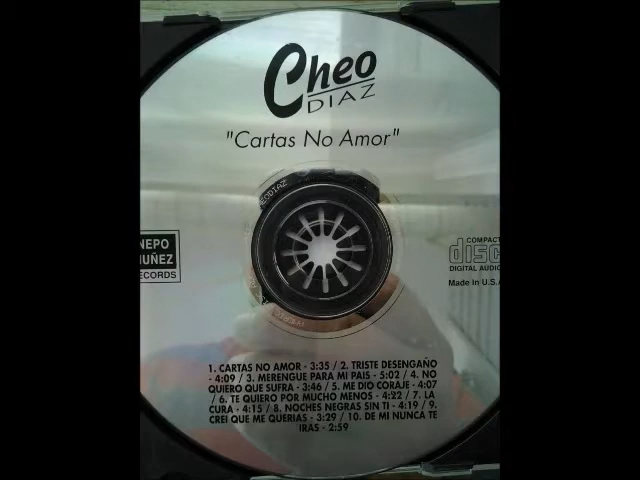 Cheo
DIAZ
"Cartas No Amor"
NEPO
NUÑEZ
RECORDS
COMPACT
disc
DIGITAL AUDIO
Made In U.S.A
1. CARTAS NO AMOR - 3:35 / 2. TRISTE DESENGAÑO
- 4:09 / 3. MERENGUE PARA MI PAIS - 5:02 / 4. NO
QUIERO QUE SUFRA - 3:46 / 5. ME DIO CORAJE - 4:07
/ 6. TE QUIERO POR MUCHO MENOS - 4:22 / 7. LA
CURA - 4:15 / 8. NOCHES NEGRAS SIN TI - 4:19 / 9.
CREI QUE ME QUERIAS - 3:29 / 10. DE MI NUNCA TE
IRAS - 2:59